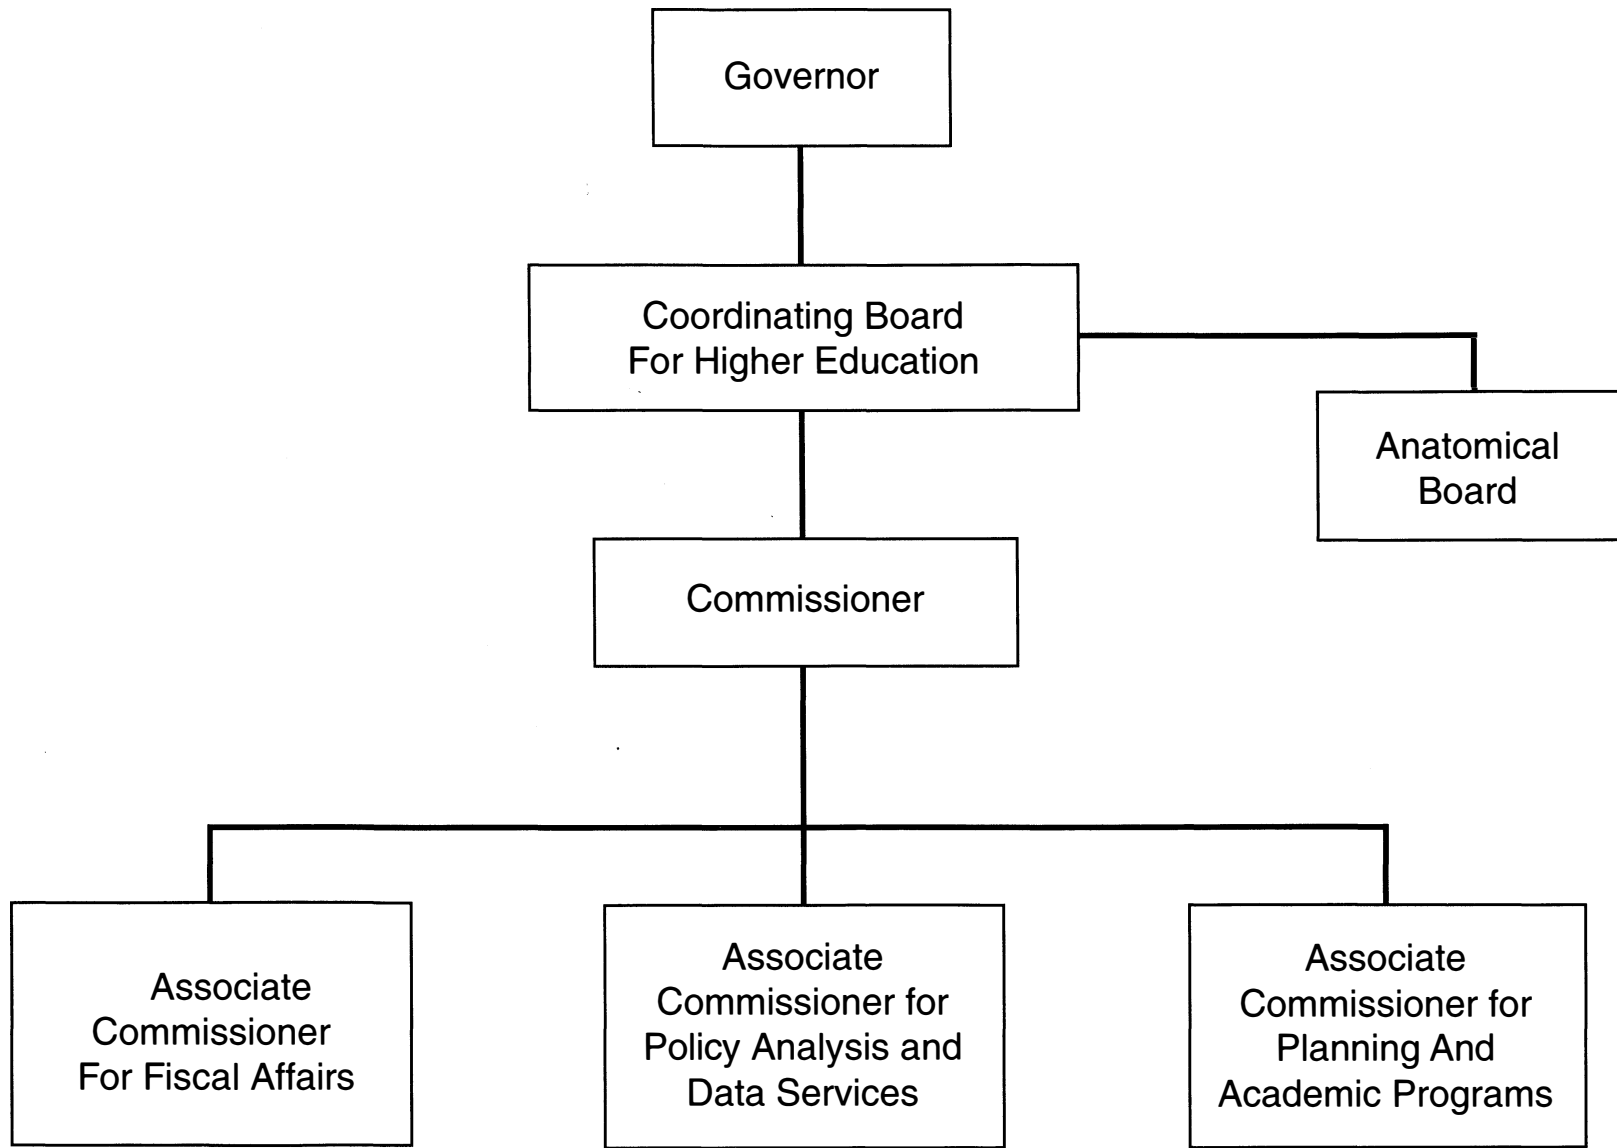 Governor
Coordinating Board
For Higher Education
Anatomical
Board
Commissioner
Associate
Commissioner
For Fiscal Affairs
Associate
Commissioner for
Policy Analysis and
Data Services
Associate
Commissioner for
Planning And
Academic Programs